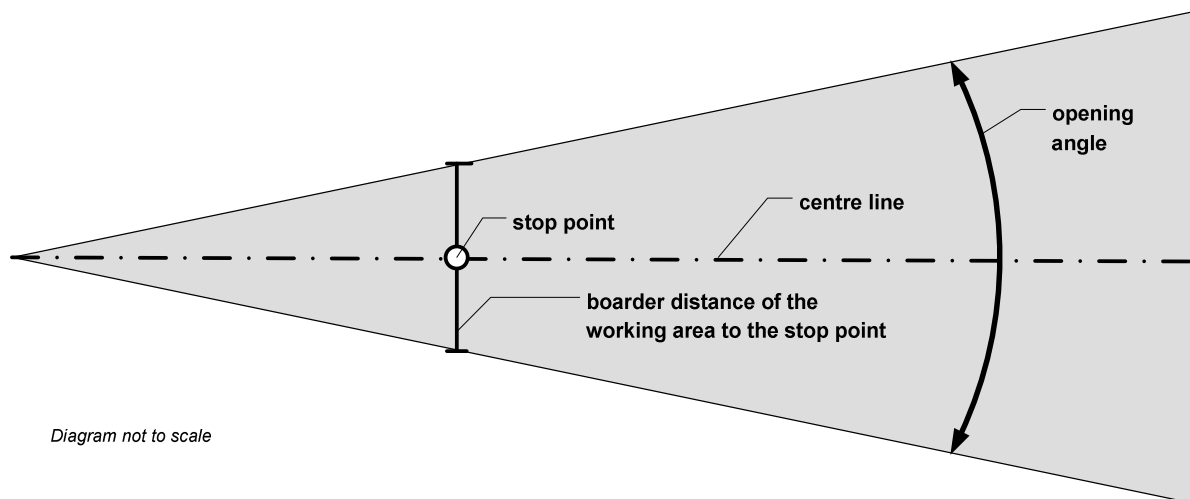 opening
angle
centre line
stop point
boarder distance of the
working area to the stop point
Diagram not to scale